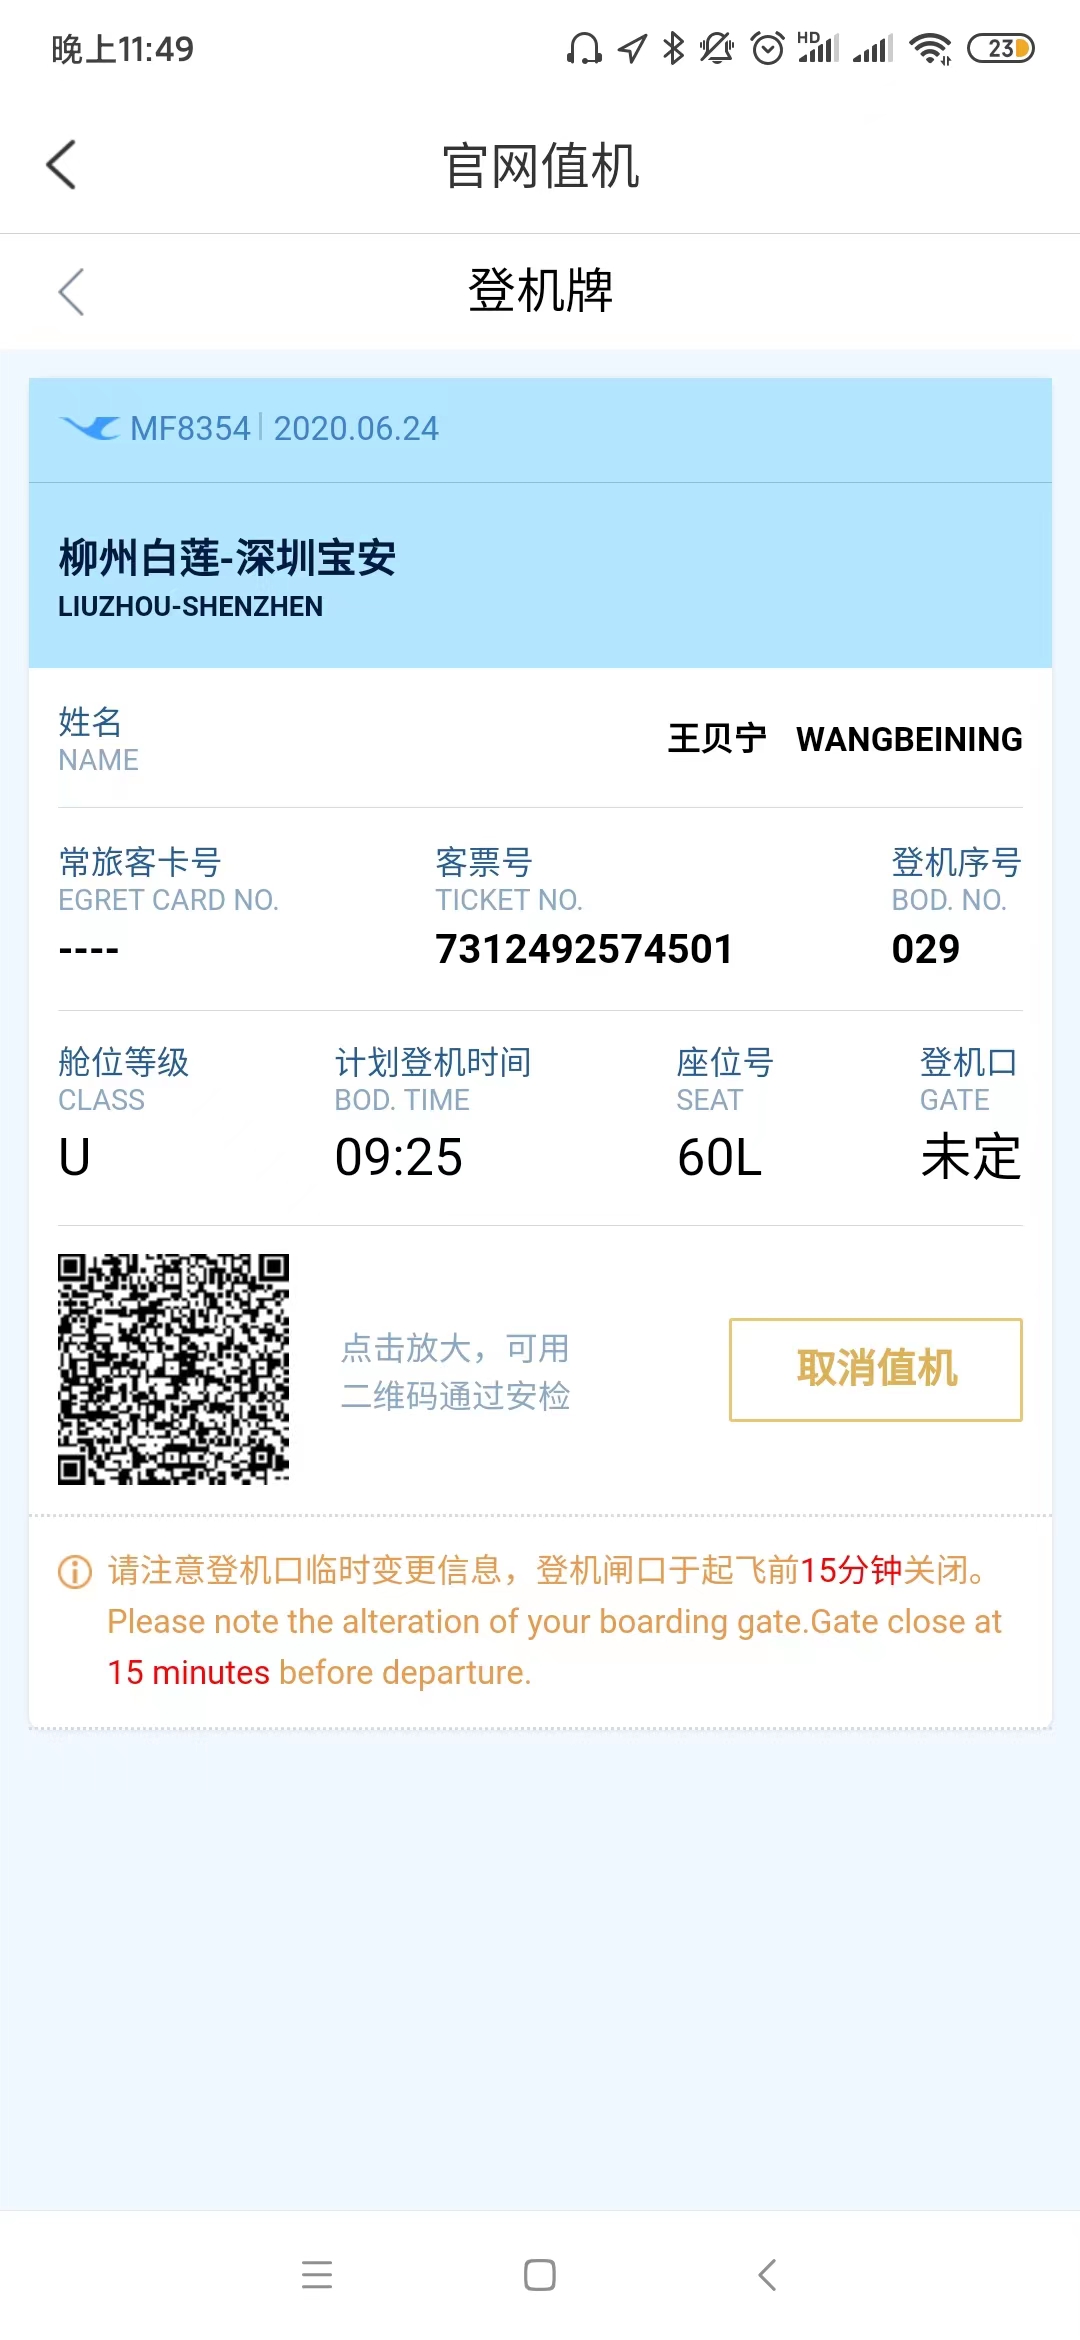 晚上11:49
HD
23
官网值机
登机牌
MF8354 2020.06.24
柳州白莲-深圳宝安
LIUZHOU-SHENZHEN
姓名
NAME
王贝宁 WANGBEINING
常旅客卡号 客票号 登机序号
EGRET CARD NO. TICKET NO. BOD. NO.
---- 7312492574501 029
舱位等级 计划登机时间 座位号 登机口
CLASS BOD. TIME SEAT GATE
U 09:25 60L 未定
点击放大，可用
二维码通过安检
取消值机
请注意登机口临时变更信息，登机闸口于起飞前15分钟关闭。
Please note the alteration of your boarding gate.Gate close at
15 minutes before departure.